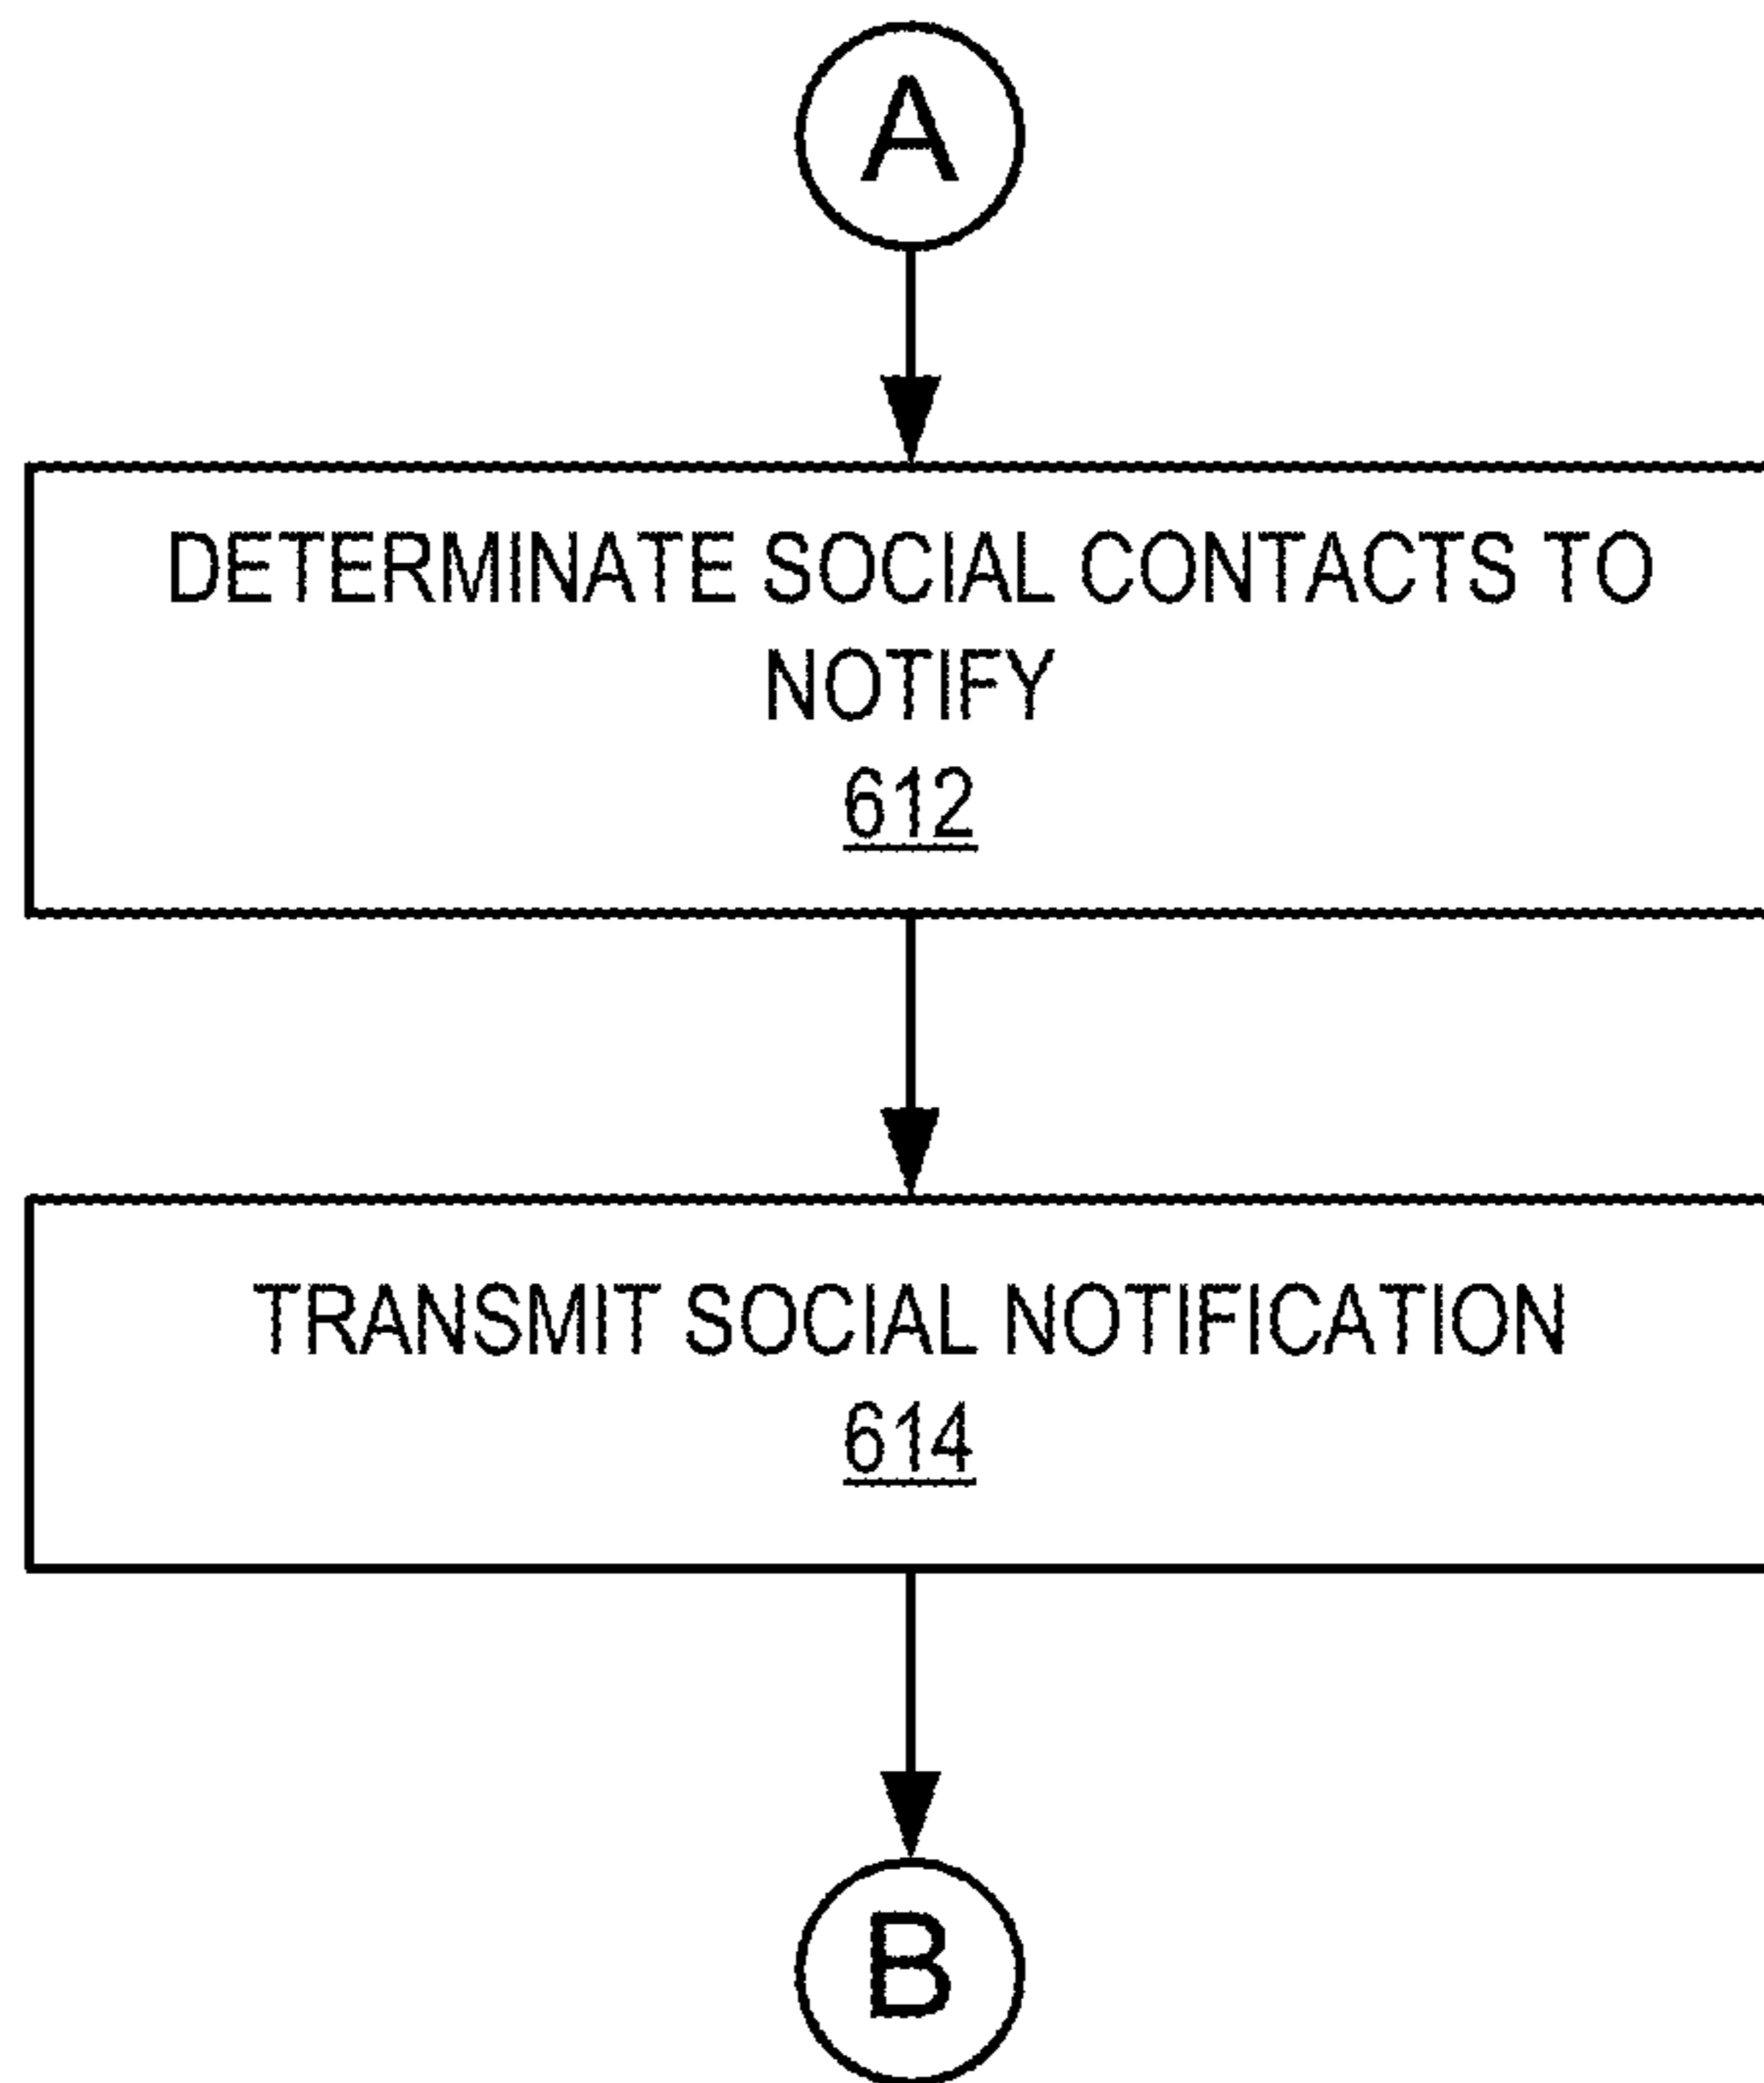 A
DETERMINATE SOCIAL CONTACTS TO
NOTIFY
612
TRANSMIT SOCIAL NOTIFICATION
614
B